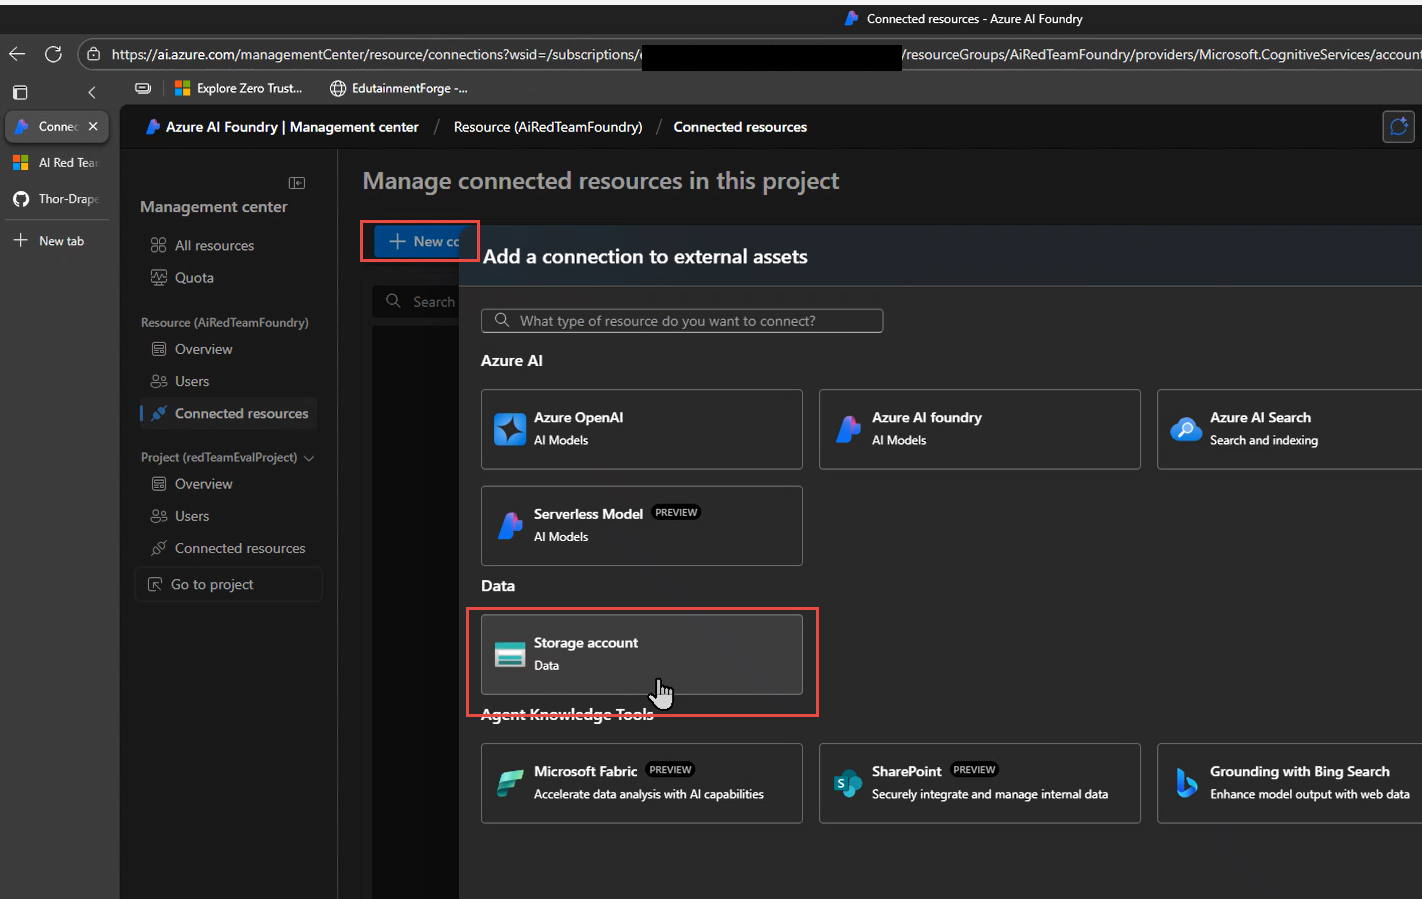 Connected resources - Azure AI Foundry
https://ai.azure.com/managementCenter/resource/connections?wsid=/subscriptions/ /resourceGroups/AiRedTeamFoundry/providers/Microsoft.CognitiveServices/account
Explore Zero Trust...
EdutainmentForge -...
Connec
AI Red Tea
Thor-Drape
New tab
Azure AI Foundry | Management center / Resource (AiRedTeamFoundry) / Connected resources
Management center
All resources
Quota
Resource (AiRedTeamFoundry)
Overview
Users
Connected resources
Project (redTeamEvalProject)
Overview
Users
Connected resources
Go to project
Manage connected resources in this project
+ New co
Search
Add a connection to external assets
What type of resource do you want to connect?
Azure AI
Azure OpenAI
AI Models
Azure AI foundry
AI Models
Azure AI Search
Search and indexing
Serverless Model PREVIEW
AI Models
Data
Storage account
Data
Agent Knowledge Tools
Microsoft Fabric PREVIEW
Accelerate data analysis with AI capabilities
SharePoint PREVIEW
Securely integrate and manage internal data
Grounding with Bing Search
Enhance model output with web data